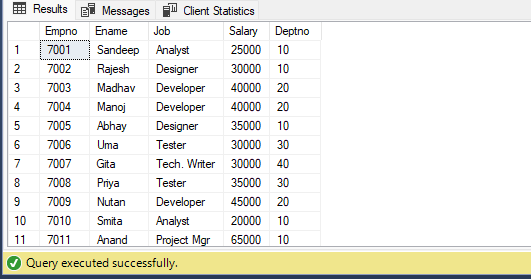 Results Messages Client Statistics
Empno Ename Job Salary Deptno
1 7001 Sandeep Analyst 25000 10
2 7002 Rajesh Designer 30000 10
3 7003 Madhav Developer 40000 20
4 7004 Manoj Developer 40000 20
5 7005 Abhay Designer 35000 10
6 7006 Uma Tester 30000 30
7 7007 Gita Tech. Writer 30000 40
8 7008 Priya Tester 35000 30
9 7009 Nutan Developer 45000 20
10 7010 Smita Analyst 20000 10
11 7011 Anand Project Mgr 65000 10
Query executed successfully.